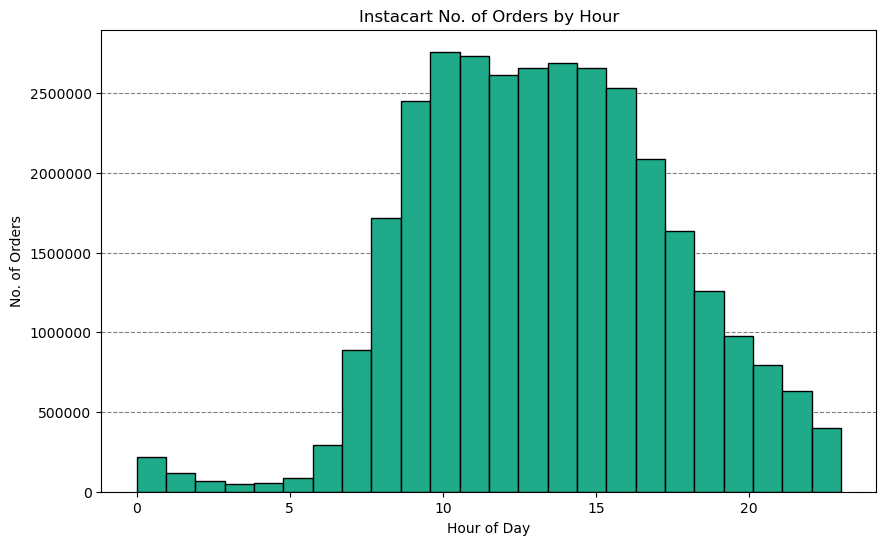 Instacart No. of Orders by Hour
2500000
2000000
1500000
1000000
500000
0
No. of Orders
0 5 10 15 20
Hour of Day